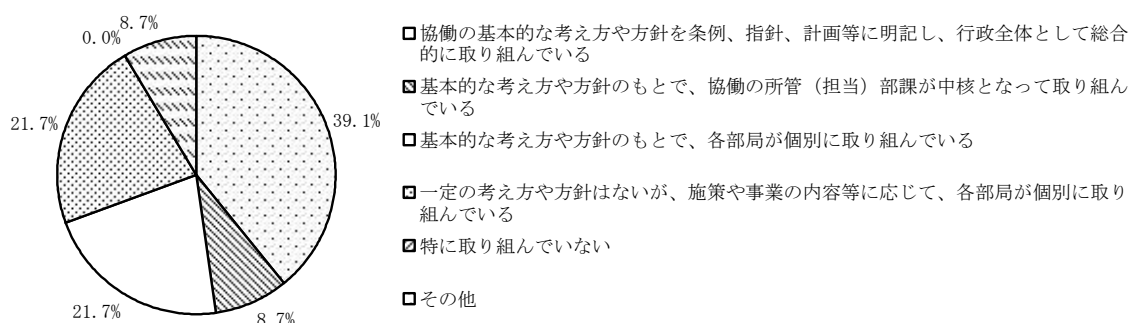 8.7%
0.0%
21.7%
39.1%
21.7%
8.7%
協働の基本的な考え方や方針を条例、指針、計画等に明記し、行政全体として総合
的に取り組んでいる
基本的な考え方や方針のもとで、協働の所管（担当）部課が中核となって取り組ん
でいる
基本的な考え方や方針のもとで、各部局が個別に取り組んでいる
一定の考え方や方針はないが、施策や事業の内容等に応じて、各部局が個別に取り
組んでいる
特に取り組んでいない
その他